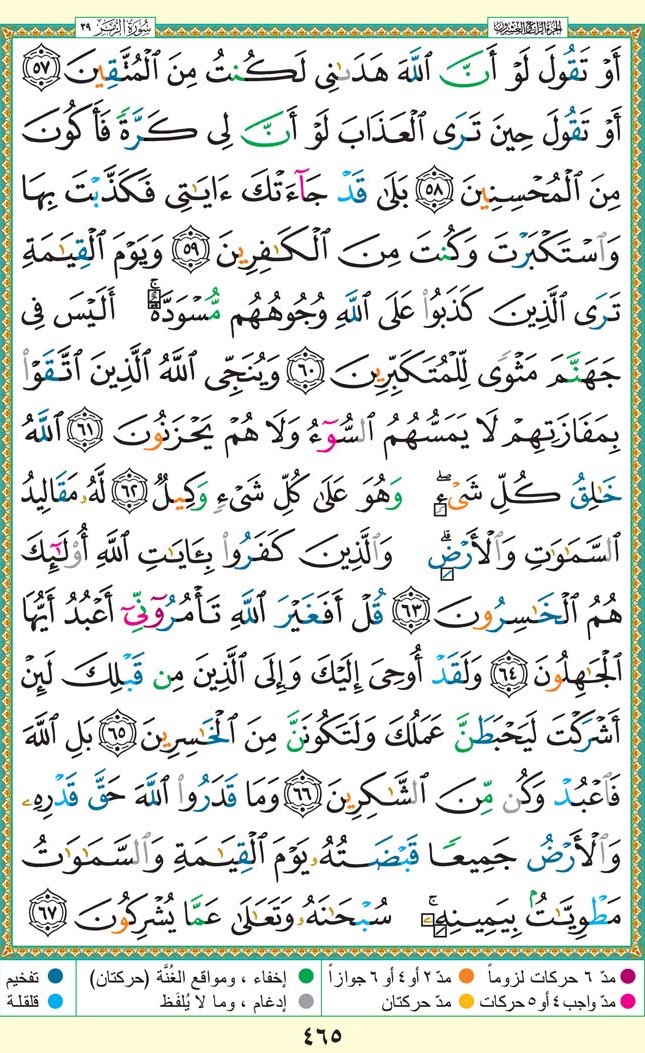 سُورَةُ الزُّمَرِ ٣٩
الجزء الرابع والعشرون
أَوْ تَقُولَ لَوْ أَنَّ ٱللَّهَ هَدَىٰنِى لَكُنتُ مِنَ ٱلْمُتَّقِينَ ٥٧
أَوْ تَقُولَ حِينَ تَرَى ٱلْعَذَابَ لَوْ أَنَّ لِى كَرَّةً فَأَكُونَ
مِنَ ٱلْمُحْسِنِينَ ٥٨ بَلَىٰ قَدْ جَآءَتْكَ ءَايَٰتِى فَكَذَّبْتَ بِهَا
وَٱسْتَكْبَرْتَ وَكُنتَ مِنَ ٱلْكَٰفِرِينَ ٥٩ وَيَوْمَ ٱلْقِيَٰمَةِ
تَرَى ٱلَّذِينَ كَذَبُوا۟ عَلَى ٱللَّهِ وُجُوهُهُم مُّسْوَدَّةٌ ۚ أَلَيْسَ فِى
جَهَنَّمَ مَثْوًى لِّلْمُتَكَبِّرِينَ ٦٠ وَيُنَجِّى ٱللَّهُ ٱلَّذِينَ ٱتَّقَوْا۟
بِمَفَازَتِهِمْ لَا يَمَسُّهُمُ ٱلسُّوٓءُ وَلَا هُمْ يَحْزَنُونَ ٦١ ٱللَّهُ
خَٰلِقُ كُلِّ شَىْءٍ ۖ وَهُوَ عَلَىٰ كُلِّ شَىْءٍ وَكِيلٌ ٦٢ لَّهُۥ مَقَالِيدُ
ٱلسَّمَٰوَٰتِ وَٱلْأَرْضِ ۗ وَٱلَّذِينَ كَفَرُوا۟ بِـَٔايَٰتِ ٱللَّهِ أُو۟لَٰٓئِكَ
هُمُ ٱلْخَٰسِرُونَ ٦٣ قُلْ أَفَغَيْرَ ٱللَّهِ تَأْمُرُوٓنِّىٓ أَعْبُدُ أَيُّهَا
ٱلْجَٰهِلُونَ ٦٤ وَلَقَدْ أُوحِىَ إِلَيْكَ وَإِلَى ٱلَّذِينَ مِن قَبْلِكَ لَئِنْ
أَشْرَكْتَ لَيَحْبَطَنَّ عَمَلُكَ وَلَتَكُونَنَّ مِنَ ٱلْخَٰسِرِينَ ٦٥ بَلِ ٱللَّهَ
فَٱعْبُدْ وَكُن مِّنَ ٱلشَّٰكِرِينَ ٦٦ وَمَا قَدَرُوا۟ ٱللَّهَ حَقَّ قَدْرِهِۦ
وَٱلْأَرْضُ جَمِيعًا قَبْضَتُهُۥ يَوْمَ ٱلْقِيَٰمَةِ وَٱلسَّمَٰوَٰتُ
مَطْوِيَّٰتٌۢ بِيَمِينِهِۦ ۚ سُبْحَٰنَهُۥ وَتَعَٰلَىٰ عَمَّا يُشْرِكُونَ ٦٧
مدّ ٦ حركات لزوماً مدّ ٢ أو ٤ أو ٦ جوازاً إخفاء ، ومواقع الغُنَّة (حركتان) تفخيم
مدّ واجب ٤ أو ٥ حركات مدّ حركتان إدغام ، وما لا يُلفَظ قلقلة
٤٦٥